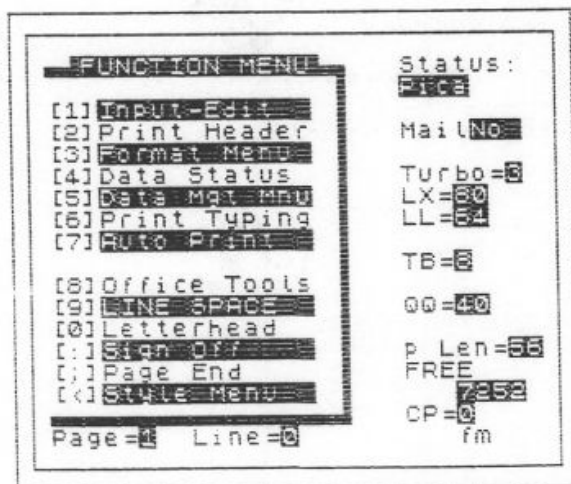 FUNCTION MENU
[1] Input-Edit
[2] Print Header
[3] Format Menu
[4] Data Status
[5] Data Mgt Mnu
[6] Print Typing
[7] Auto Print
[8] Office Tools
[9] LINE SPACE
[0] Letterhead
[:] Sign Off
[;] Page End
[<] Style Menu
Page=1 Line=0
Status:
Pica
Mail No
Turbo=3
LX=80
LL=64
TB=8
QQ=40
p Len=56
FREE
7252
CP=0
fm